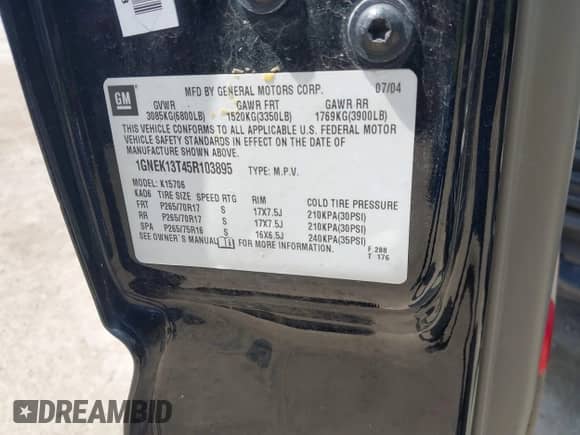 GM
MFD BY GENERAL MOTORS CORP. 07/04
GVWR GAWR FRT GAWR RR
3085KG(6800LB) 1520KG(3350LB) 1769KG(3900LB)
THIS VEHICLE CONFORMS TO ALL APPLICABLE U.S. FEDERAL MOTOR
VEHICLE SAFETY STANDARDS IN EFFECT ON THE DATE OF
MANUFACTURE SHOWN ABOVE.
1GNEK13T45R103895 TYPE: M.P.V.
MODEL: K15706
KAO6 TIRE SIZE SPEED RTG RIM COLD TIRE PRESSURE
FRT P265/70R17 S 17X7.5J 210KPA(30PSI)
RR P265/70R17 S 17X7.5J 210KPA(30PSI)
SPA P265/75R16 S 16X6.5J 240KPA(35PSI)
SEE OWNER'S MANUAL FOR MORE INFORMATION.
F.288
T 176
DREAMBID